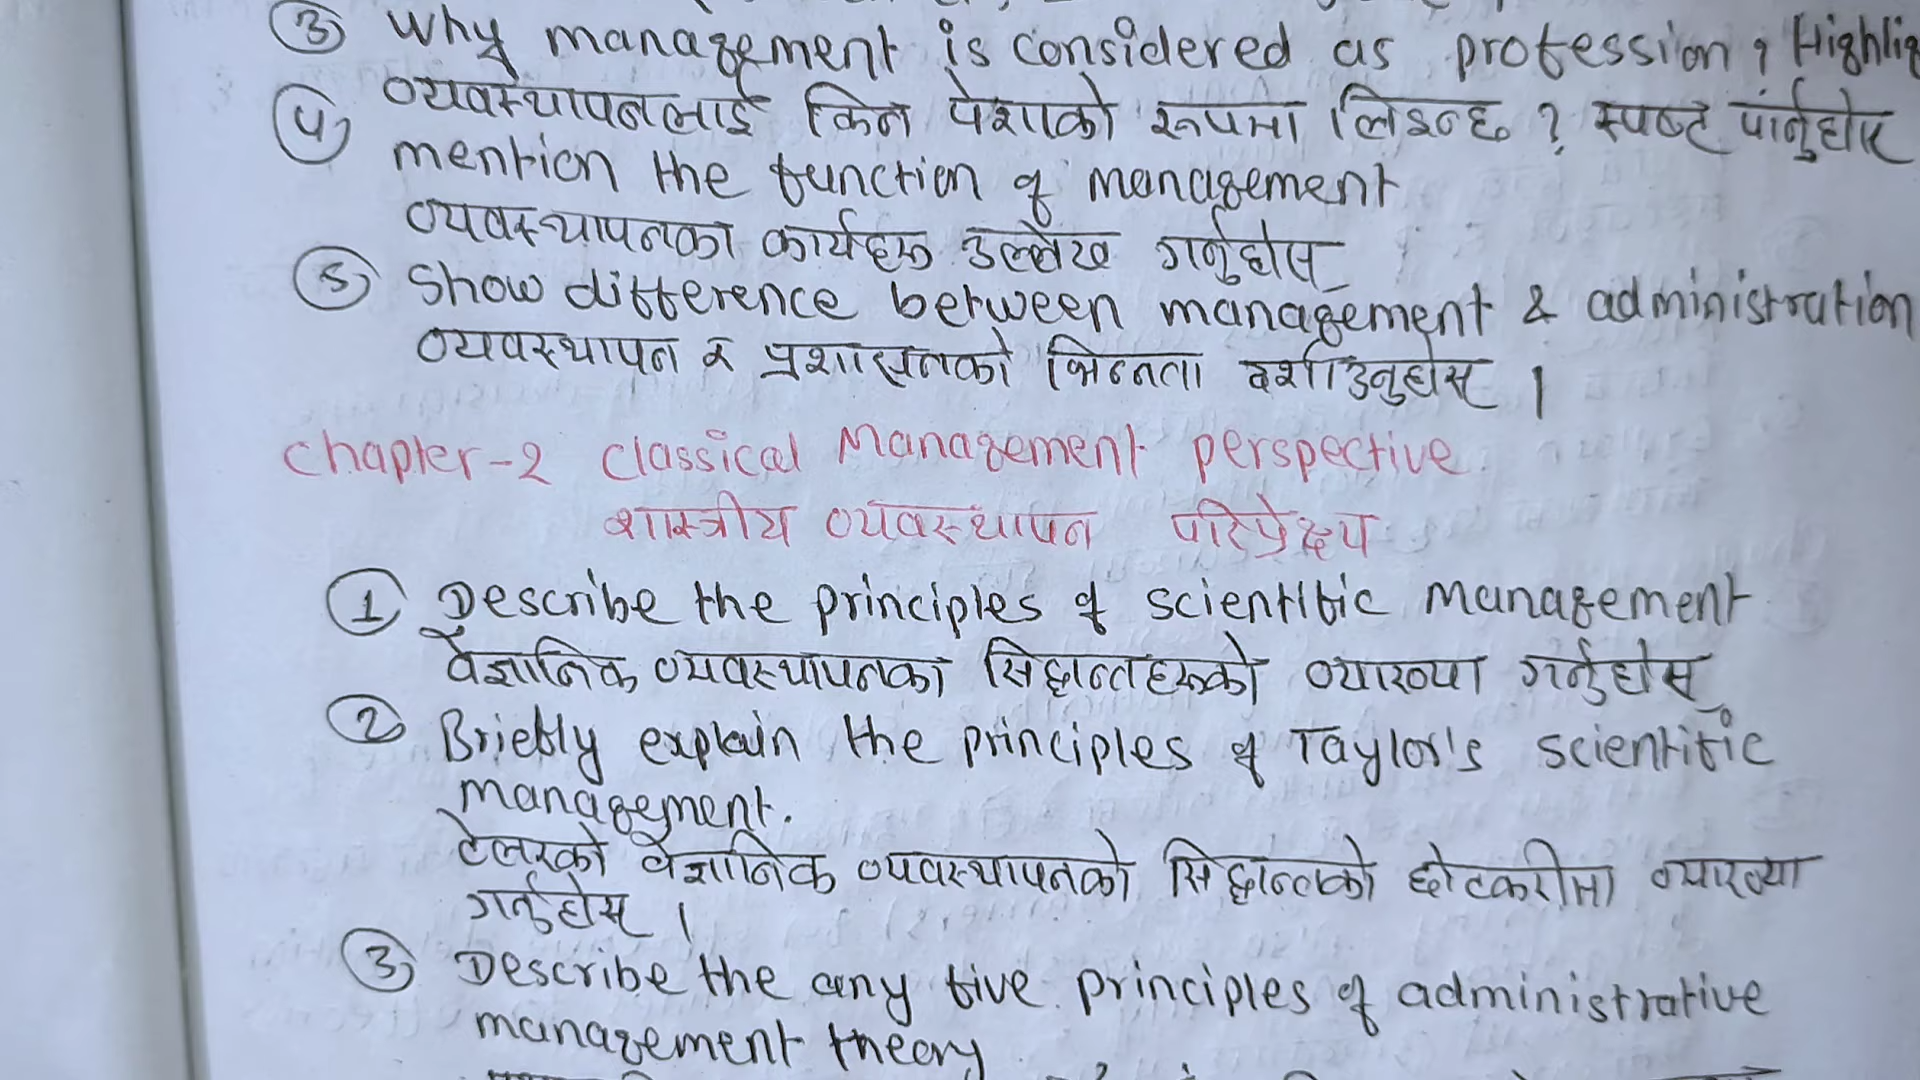 ③ Why management is considered as profession? Highlig
व्यवस्थापनलाई किन पेशाको रूपमा लिइन्छ ? स्पष्ट पार्नुहोस
④ mention the function of management
व्यवस्थापनका कार्यहरू उल्लेख गर्नुहोस्
⑤ Show difference between management & administration
व्यवस्थापन र प्रशासनको भिन्नता दर्शाउनुहोस् ।
Chapter-2 Classical Management perspective
शास्त्रीय व्यवस्थापन परिप्रेक्ष्य
① Describe the principles of scientific management
वैज्ञानिक व्यवस्थापनका सिद्धान्तहरूको व्याख्या गर्नुहोस्
② Briefly explain the principles of Taylor's scientific
management.
टेलरको वैज्ञानिक व्यवस्थापनको सिद्धान्तको छोटकरीमा व्याख्या
गर्नुहोस् ।
③ Describe the any five principles of administrative
management theory